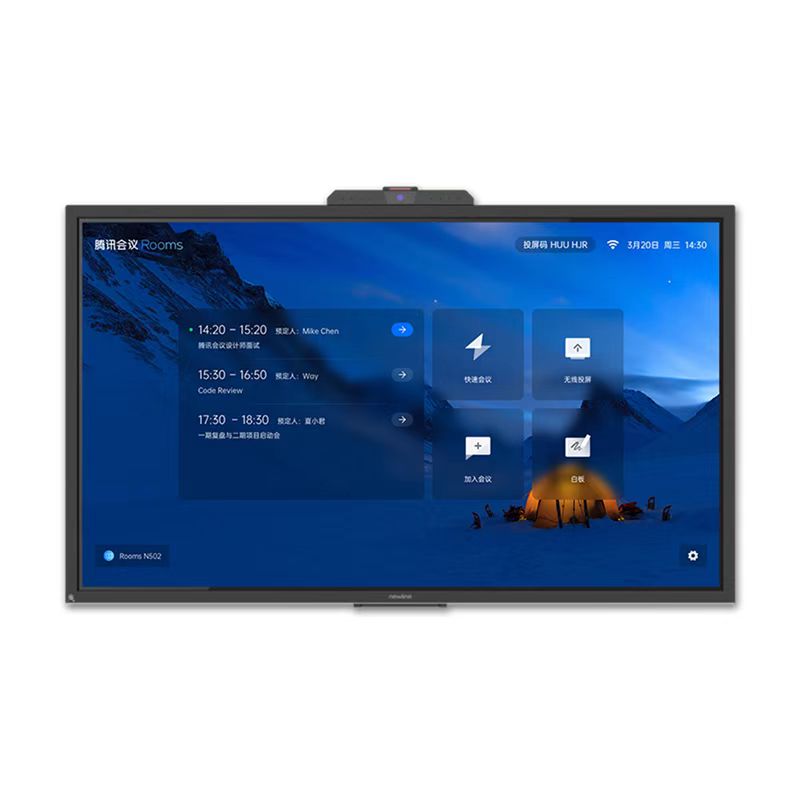 腾讯会议 Rooms
投屏码 HUU HJR 3月20日 周三 14:30
14:20 – 15:20 预定人：Mike Chen
腾讯会议设计师面试
15:30 – 16:50 预定人：Way
Code Review
17:30 – 18:30 预定人：夏小君
一期复盘与二期项目启动会
快速会议
无线投屏
加入会议
白板
Rooms N502
newline